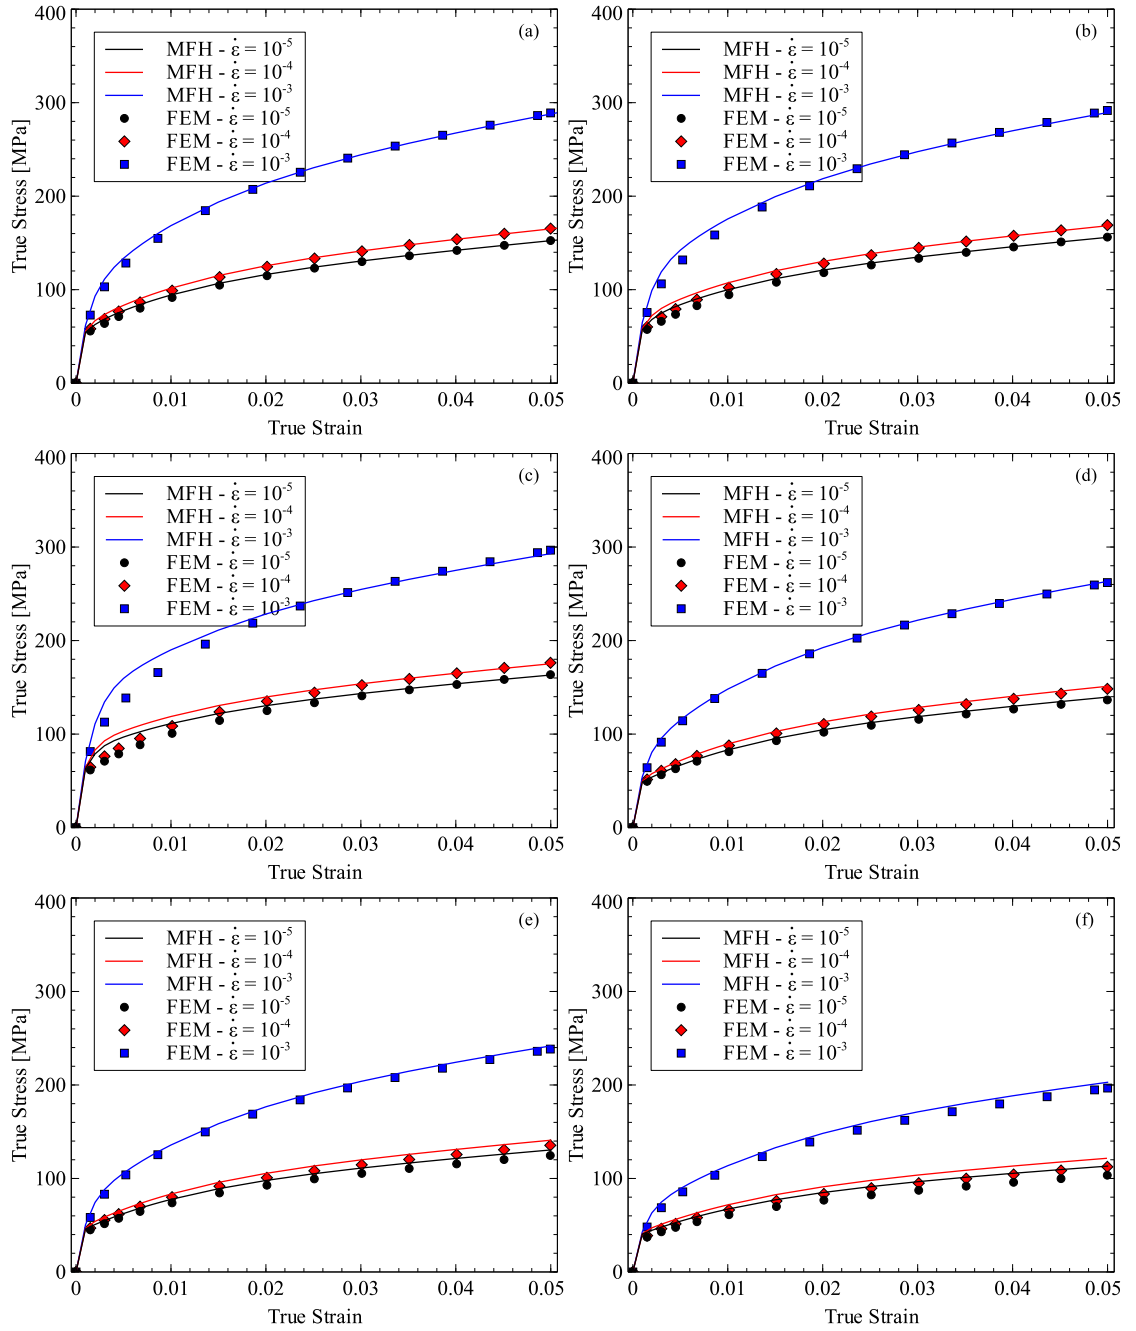 400
300
200
100
0
True Stress [MPa]
(a)
MFH - ε̇ = 10⁻⁵
MFH - ε̇ = 10⁻⁴
MFH - ε̇ = 10⁻³
FEM - ε̇ = 10⁻⁵
FEM - ε̇ = 10⁻⁴
FEM - ε̇ = 10⁻³
0 0.01 0.02 0.03 0.04 0.05
True Strain
400
300
200
100
0
True Stress [MPa]
(b)
MFH - ε̇ = 10⁻⁵
MFH - ε̇ = 10⁻⁴
MFH - ε̇ = 10⁻³
FEM - ε̇ = 10⁻⁵
FEM - ε̇ = 10⁻⁴
FEM - ε̇ = 10⁻³
0 0.01 0.02 0.03 0.04 0.05
True Strain
400
300
200
100
0
True Stress [MPa]
(c)
MFH - ε̇ = 10⁻⁵
MFH - ε̇ = 10⁻⁴
MFH - ε̇ = 10⁻³
FEM - ε̇ = 10⁻⁵
FEM - ε̇ = 10⁻⁴
FEM - ε̇ = 10⁻³
0 0.01 0.02 0.03 0.04 0.05
True Strain
400
300
200
100
0
True Stress [MPa]
(d)
MFH - ε̇ = 10⁻⁵
MFH - ε̇ = 10⁻⁴
MFH - ε̇ = 10⁻³
FEM - ε̇ = 10⁻⁵
FEM - ε̇ = 10⁻⁴
FEM - ε̇ = 10⁻³
0 0.01 0.02 0.03 0.04 0.05
True Strain
400
300
200
100
0
True Stress [MPa]
(e)
MFH - ε̇ = 10⁻⁵
MFH - ε̇ = 10⁻⁴
MFH - ε̇ = 10⁻³
FEM - ε̇ = 10⁻⁵
FEM - ε̇ = 10⁻⁴
FEM - ε̇ = 10⁻³
0 0.01 0.02 0.03 0.04 0.05
True Strain
400
300
200
100
0
True Stress [MPa]
(f)
MFH - ε̇ = 10⁻⁵
MFH - ε̇ = 10⁻⁴
MFH - ε̇ = 10⁻³
FEM - ε̇ = 10⁻⁵
FEM - ε̇ = 10⁻⁴
FEM - ε̇ = 10⁻³
0 0.01 0.02 0.03 0.04 0.05
True Strain